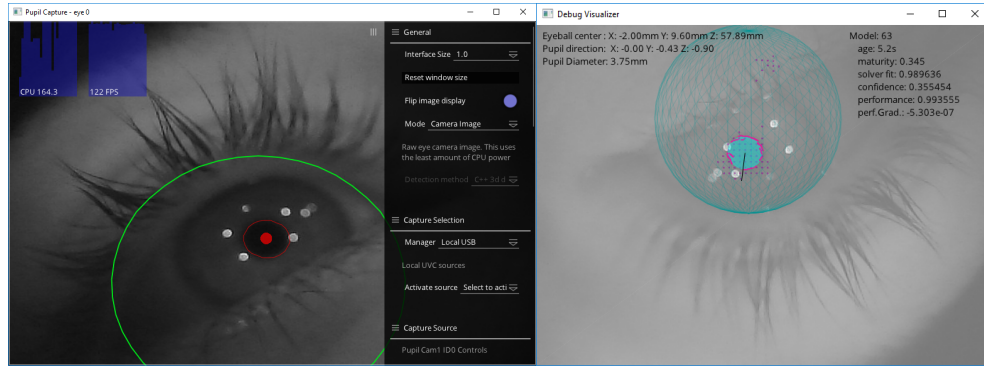 Pupil Capture - eye 0
CPU 164.3
122 FPS
General
Interface Size 1.0
Reset window size
Flip image display
Mode Camera Image
Raw eye camera image. This uses
the least amount of CPU power
Detection method C++ 3d d
Capture Selection
Manager Local USB
Local UVC sources
Activate source Select to acti
Capture Source
Pupil Cam1 ID0 Controls
Debug Visualizer
Eyeball center : X: -2.00mm Y: 9.60mm Z: 57.89mm
Pupil direction: X: -0.00 Y: -0.43 Z: -0.90
Pupil Diameter: 3.75mm
Model: 63
age: 5.2s
maturity: 0.345
solver fit: 0.989636
confidence: 0.355454
performance: 0.993555
perf.Grad.: -5.303e-07